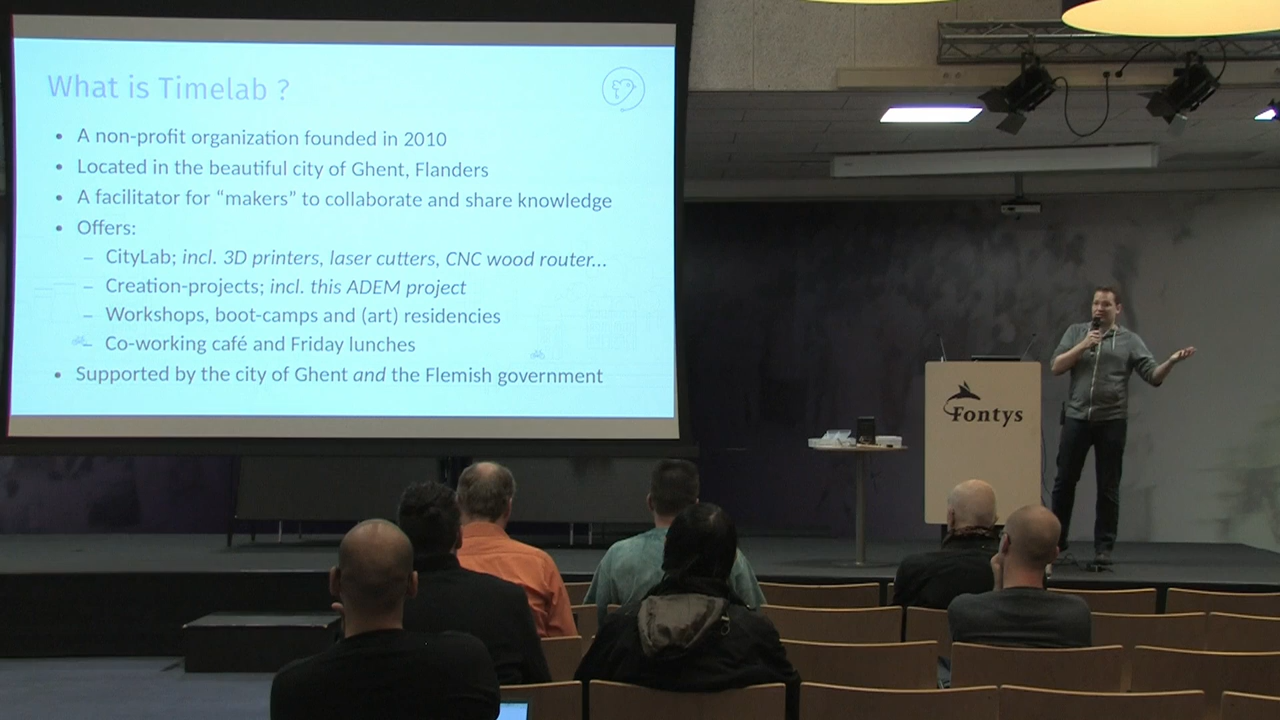 What is Timelab ?
• A non-profit organization founded in 2010
• Located in the beautiful city of Ghent, Flanders
• A facilitator for “makers” to collaborate and share knowledge
• Offers:
– CityLab; incl. 3D printers, laser cutters, CNC wood router...
– Creation-projects; incl. this ADEM project
– Workshops, boot-camps and (art) residencies
– Co-working café and Friday lunches
• Supported by the city of Ghent and the Flemish government
Fontys